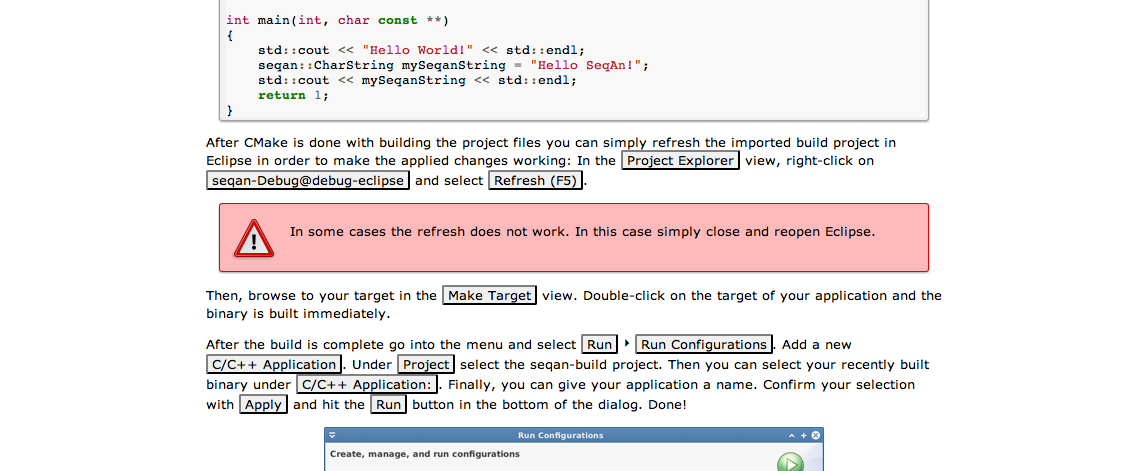 int main(int, char const **)
{
    std::cout << "Hello World!" << std::endl;
    seqan::CharString mySeqanString = "Hello SeqAn!";
    std::cout << mySeqanString << std::endl;
    return 1;
}
After CMake is done with building the project files you can simply refresh the imported build project in
Eclipse in order to make the applied changes working: In the Project Explorer view, right-click on
seqan-Debug@debug-eclipse and select Refresh (F5).
In some cases the refresh does not work. In this case simply close and reopen Eclipse.
Then, browse to your target in the Make Target view. Double-click on the target of your application and the
binary is built immediately.
After the build is complete go into the menu and select Run ‣ Run Configurations. Add a new
C/C++ Application. Under Project select the seqan-build project. Then you can select your recently built
binary under C/C++ Application:. Finally, you can give your application a name. Confirm your selection
with Apply and hit the Run button in the bottom of the dialog. Done!
Run Configurations
Create, manage, and run configurations